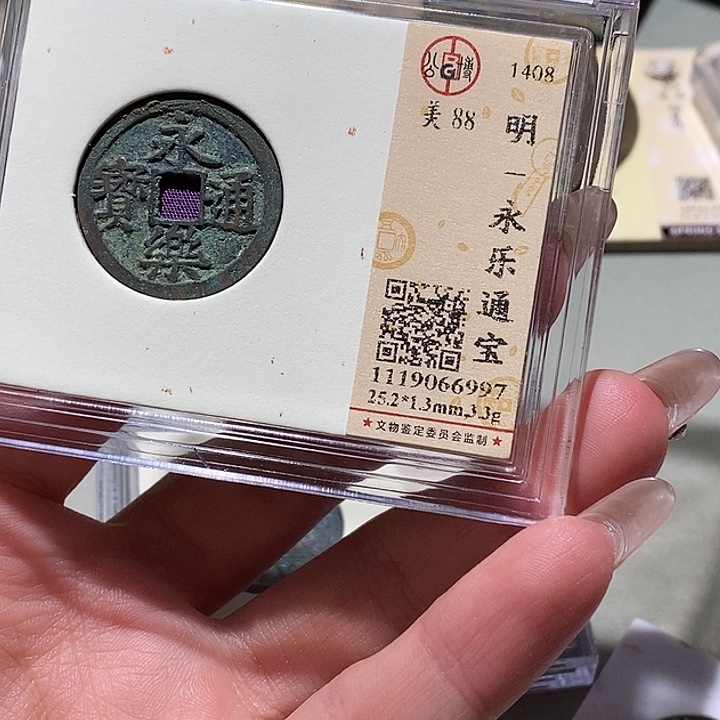 永樂通寶
公博
G
1408
美 88
明－永乐通宝
1119066997
25.2*1.3mm,3.3g
★文物鉴定委员会监制★